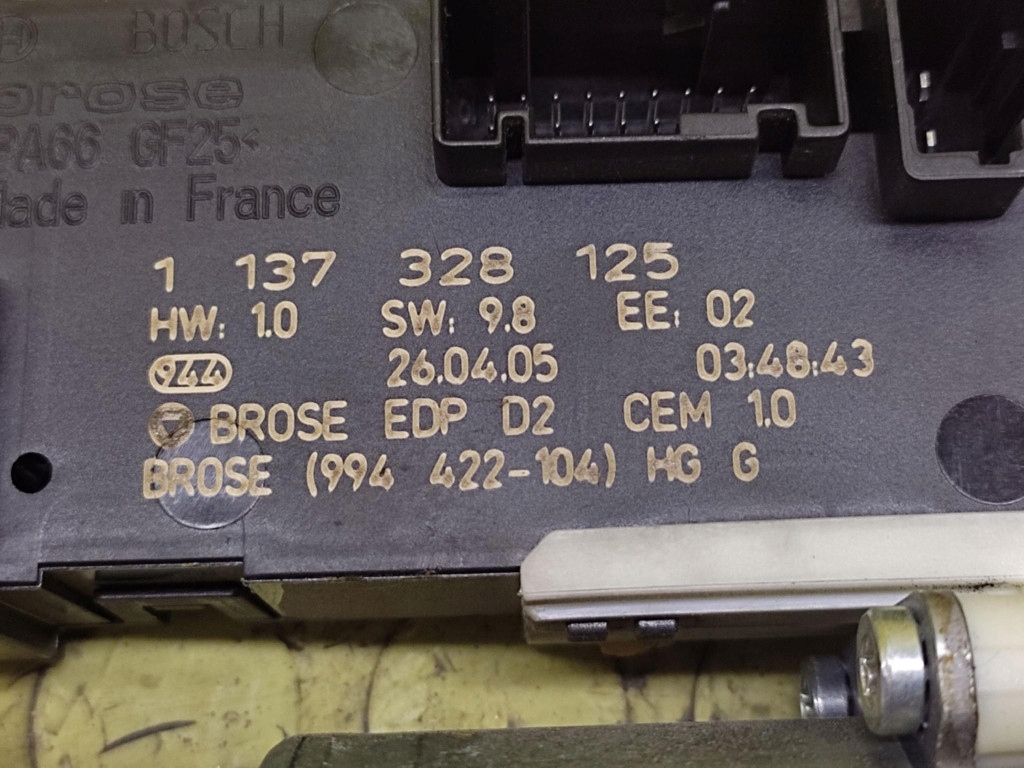 BOSCH
brose
PA66 GF25<
Made in France
1 137 328 125
HW: 1.0 SW: 9.8 EE: 02
944 26.04.05 03:48:43
BROSE EDP D2 CEM 1.0
BROSE (994 422-104) HG G